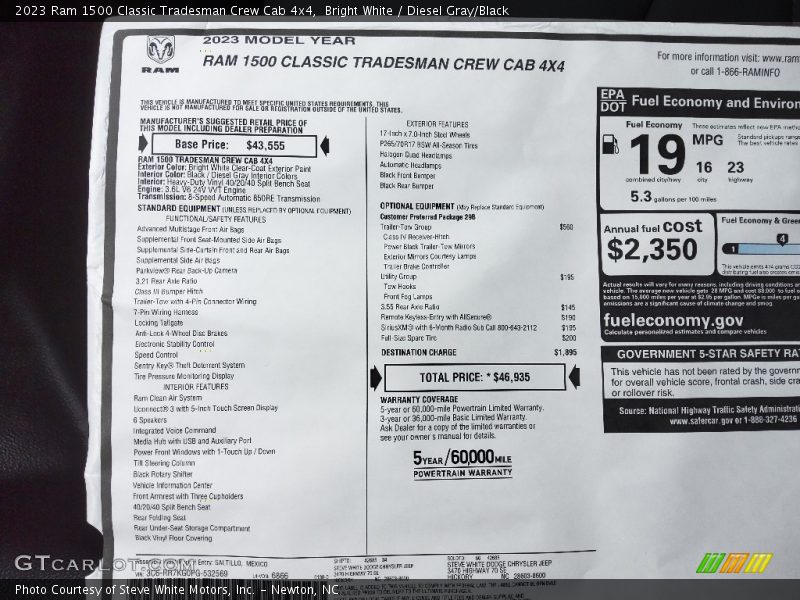 2023 Ram 1500 Classic Tradesman Crew Cab 4x4,  Bright White / Diesel Gray/Black
2023 MODEL YEAR
RAM 1500 CLASSIC TRADESMAN CREW CAB 4X4
RAM
For more information visit: www.ram
or call 1-866-RAMINFO
THIS VEHICLE IS MANUFACTURED TO MEET SPECIFIC UNITED STATES REQUIREMENTS. THIS
VEHICLE IS NOT MANUFACTURED FOR SALE OR REGISTRATION OUTSIDE OF THE UNITED STATES.
MANUFACTURER'S SUGGESTED RETAIL PRICE OF
THIS MODEL INCLUDING DEALER PREPARATION
Base Price: $43,555
RAM 1500 TRADESMAN CREW CAB 4X4
Exterior Color: Bright White Clear-Coat Exterior Paint
Interior Color: Black / Diesel Gray Interior Colors
Interior: Heavy-Duty Vinyl 40/20/40 Split Bench Seat
Engine: 3.6L V6 24V VVT Engine
Transmission: 8-Speed Automatic 850RE Transmission
STANDARD EQUIPMENT (UNLESS REPLACED BY OPTIONAL EQUIPMENT)
FUNCTIONAL/SAFETY FEATURES
Advanced Multistage Front Air Bags
Supplemental Front Seat-Mounted Side Air Bags
Supplemental Side-Curtain Front and Rear Air Bags
Supplemental Side Air Bags
Parkview® Rear Back-Up Camera
3.21 Rear Axle Ratio
Class III Bumper Hitch
Trailer-Tow with 4-Pin Connector Wiring
7-Pin Wiring Harness
Locking Tailgate
Anti-Lock 4-Wheel Disc Brakes
Electronic Stability Control
Speed Control
Sentry Key® Theft Deterrent System
Tire Pressure Monitoring Display
INTERIOR FEATURES
Ram Clean Air System
Uconnect® 3 with 5-Inch Touch Screen Display
6 Speakers
Integrated Voice Command
Media Hub with USB and Auxiliary Port
Power Front Windows with 1-Touch Up / Down
Tilt Steering Column
Black Rotary Shifter
Vehicle Information Center
Front Armrest with Three Cupholders
40/20/40 Split Bench Seat
Rear Folding Seat
Rear Under-Seat Storage Compartment
Black Vinyl Floor Covering
EXTERIOR FEATURES
17-Inch x 7.0-Inch Steel Wheels
P265/70R17 BSW All-Season Tires
Halogen Quad Headlamps
Automatic Headlamps
Black Front Bumper
Black Rear Bumper
OPTIONAL EQUIPMENT (May Replace Standard Equipment)
Customer Preferred Package 29B
Trailer-Tow Group $560
Class IV Receiver-Hitch
Power Black Trailer-Tow Mirrors
Exterior Mirrors Courtesy Lamps
Trailer Brake Controller
Utility Group $195
Tow Hooks
Front Fog Lamps
3.55 Rear Axle Ratio $145
Remote Keyless-Entry with AllSecure® $190
SiriusXM® with 6-Month Radio Sub Call 800-643-2112 $195
Full-Size Spare Tire $200
DESTINATION CHARGE $1,895
TOTAL PRICE: * $46,935
WARRANTY COVERAGE
5-year or 60,000-mile Powertrain Limited Warranty.
3-year or 36,000-mile Basic Limited Warranty.
Ask Dealer for a copy of the limited warranties or
see your owner's manual for details.
5 YEAR/60,000 MILE
POWERTRAIN WARRANTY
EPA
DOT Fuel Economy and Environ
Fuel Economy
19 MPG
combined city/hwy
16 city
23 highway
5.3 gallons per 100 miles
Annual fuel cost
$2,350
Fuel Economy & Gree
1
4
Actual results will vary for many reasons, including driving conditions
fueleconomy.gov
Calculate personalized estimates and compare vehicles
GOVERNMENT 5-STAR SAFETY RAT
This vehicle has not been rated by the governm
for overall vehicle score, frontal crash, side cra
or rollover risk.
Source: National Highway Traffic Safety Administrati
www.safercar.gov or 1-888-327-4236
SALTILLO, MEXICO
STEVE WHITE DODGE CHRYSLER JEEP
3470 HIGHWAY 70 SE
HICKORY NC 28603-8600
GTcarlot.com
Photo Courtesy of Steve White Motors, Inc. – Newton, NC